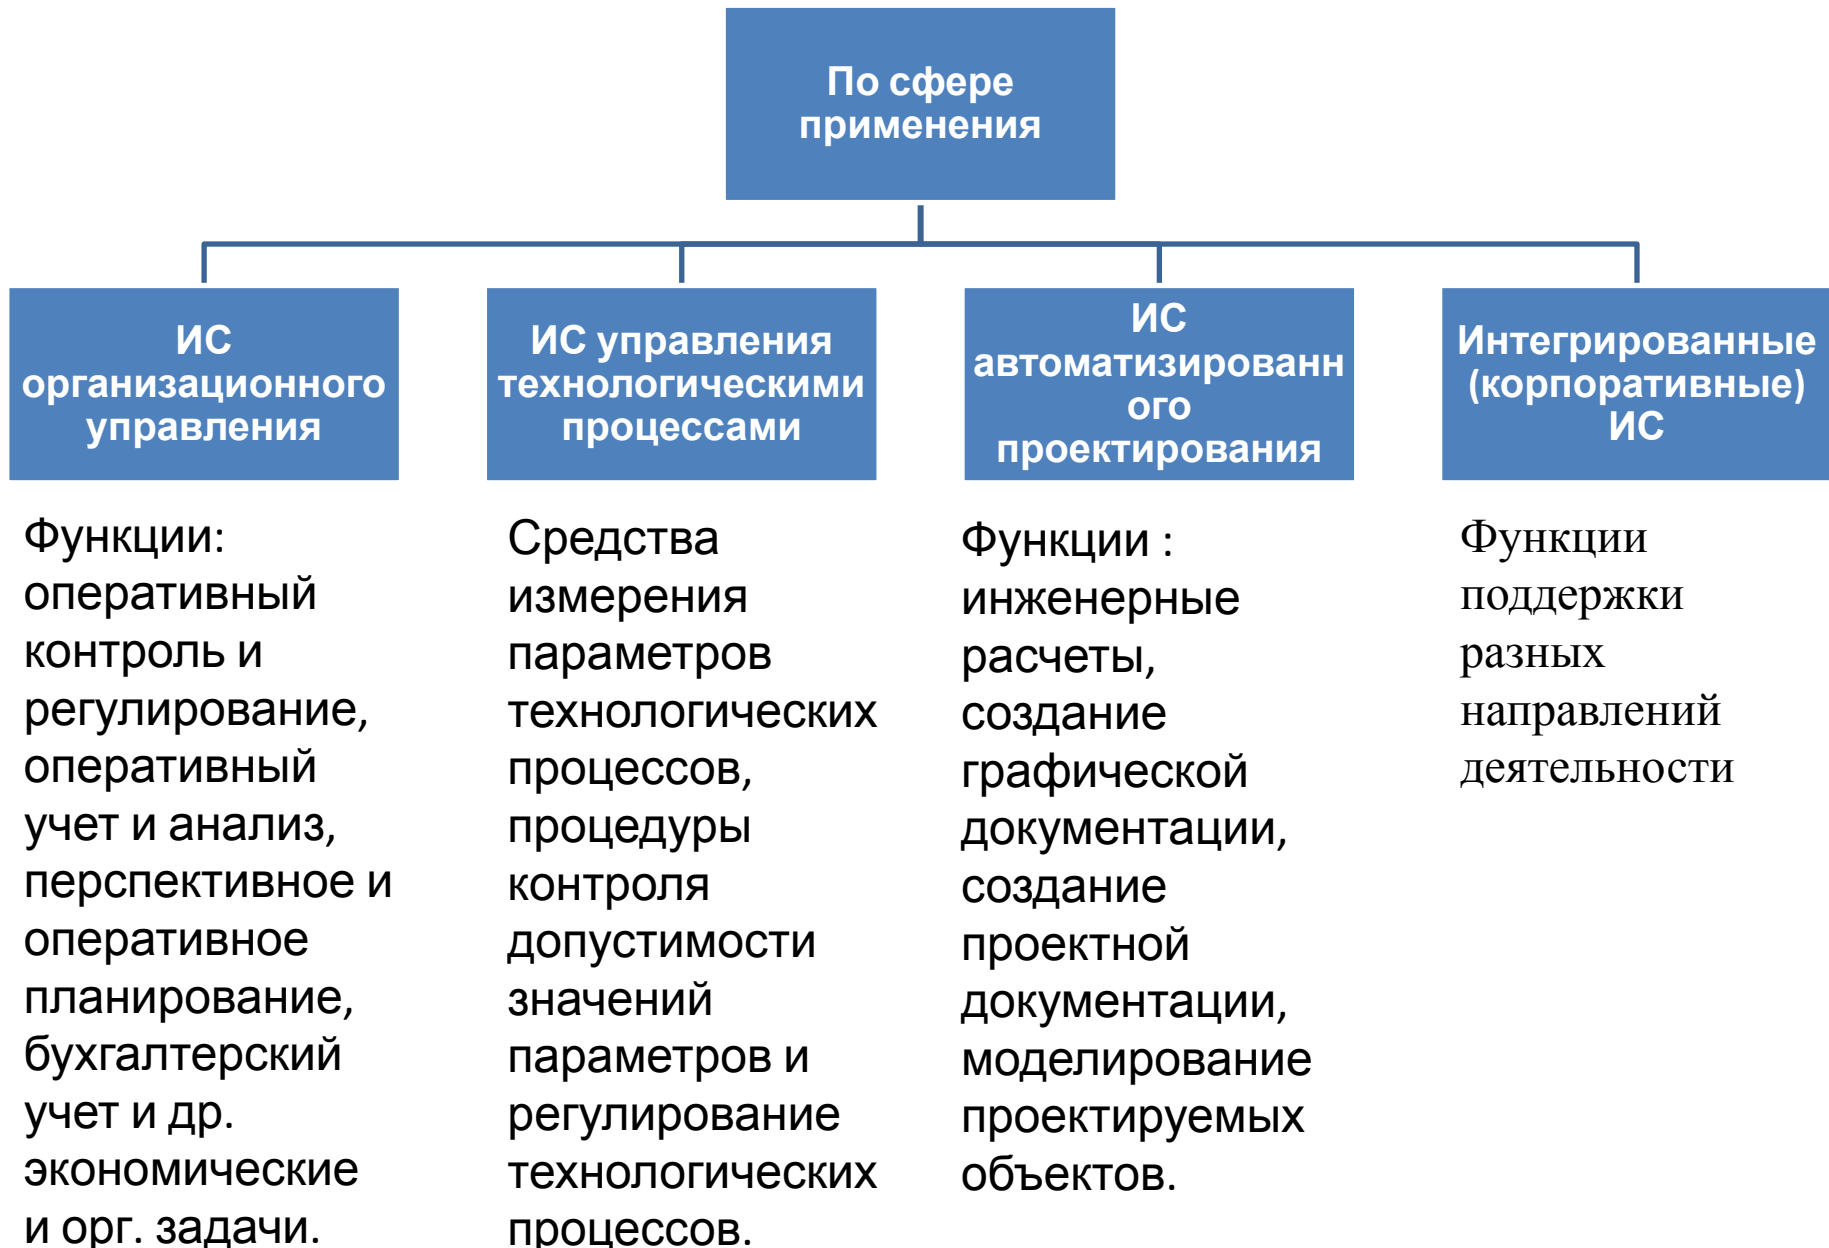 По сфере
применения
ИС
организационного
управления
ИС управления
технологическими
процессами
ИС
автоматизированн
ого
проектирования
Интегрированные
(корпоративные)
ИС
Функции:
оперативный
контроль и
регулирование,
оперативный
учет и анализ,
перспективное и
оперативное
планирование,
бухгалтерский
учет и др.
экономические
и орг. задачи.
Средства
измерения
параметров
технологических
процессов,
процедуры
контроля
допустимости
значений
параметров и
регулирование
технологических
процессов.
Функции :
инженерные
расчеты,
создание
графической
документации,
создание
проектной
документации,
моделирование
проектируемых
объектов.
Функции
поддержки
разных
направлений
деятельности